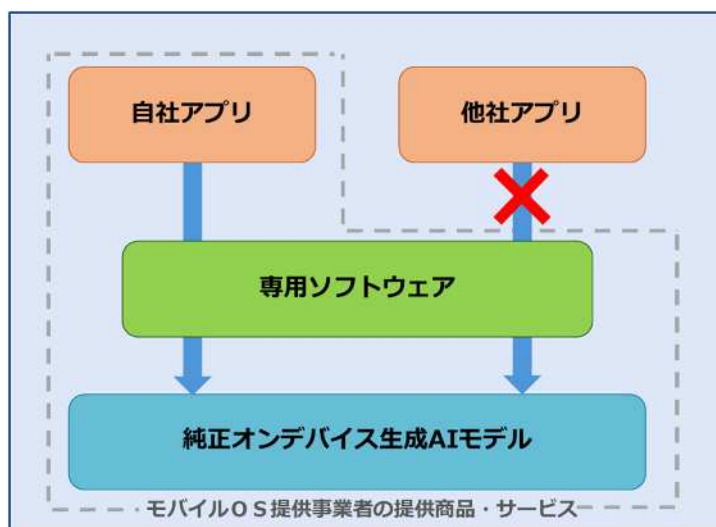 自社アプリ
他社アプリ
専用ソフトウェア
純正オンデバイス生成AIモデル
モバイルOS提供事業者の提供商品・サービス